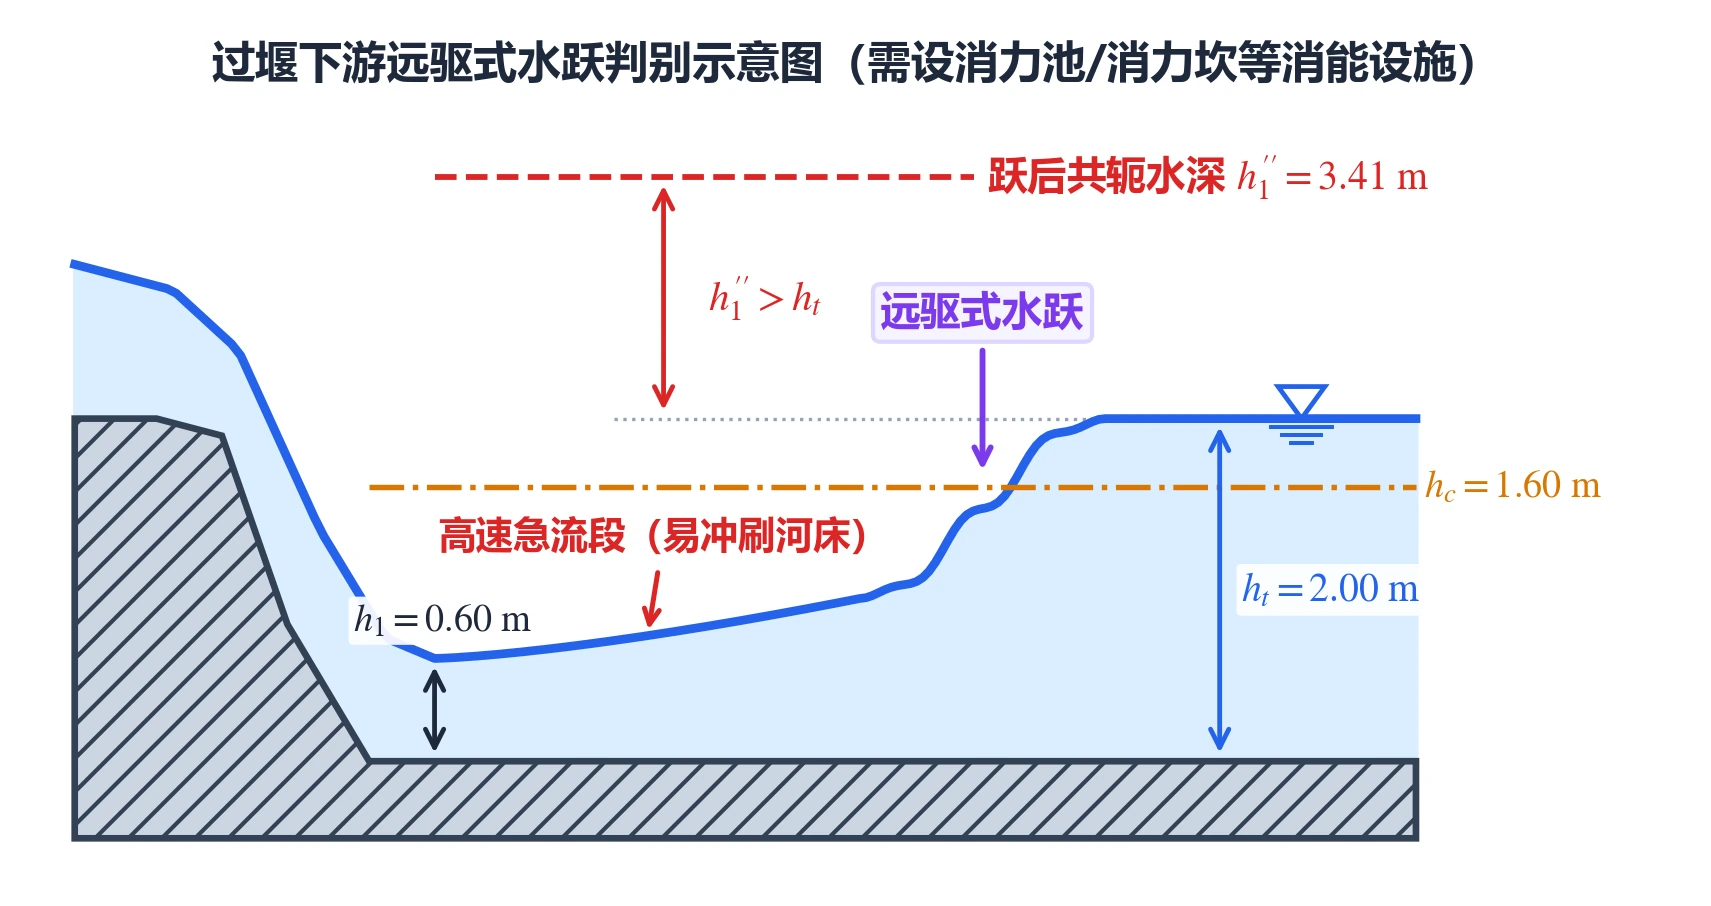 过堰下游远驱式水跃判别示意图（需设消力池/消力坎等消能设施）
跃后共轭水深 h₁′′ = 3.41 m
h₁′′ > hₜ
远驱式水跃
h_c = 1.60 m
高速急流段（易冲刷河床）
hₜ = 2.00 m
h₁ = 0.60 m